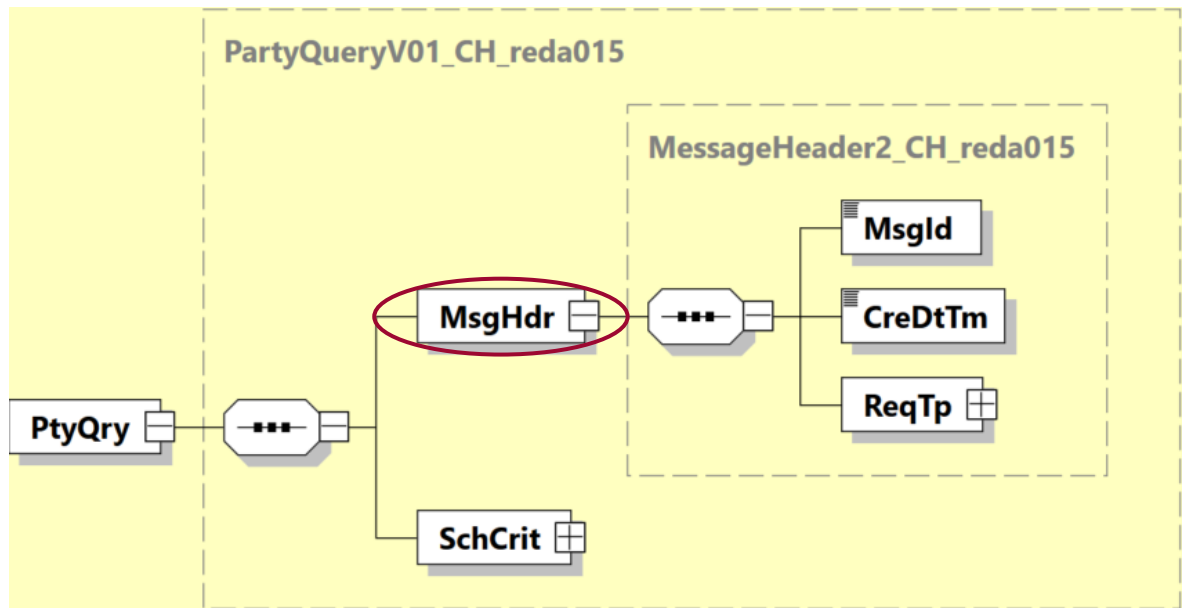 PartyQueryV01_CH_reda015
MessageHeader2_CH_reda015
MsgId
MsgHdr
CreDtTm
ReqTp
PtyQry
SchCrit